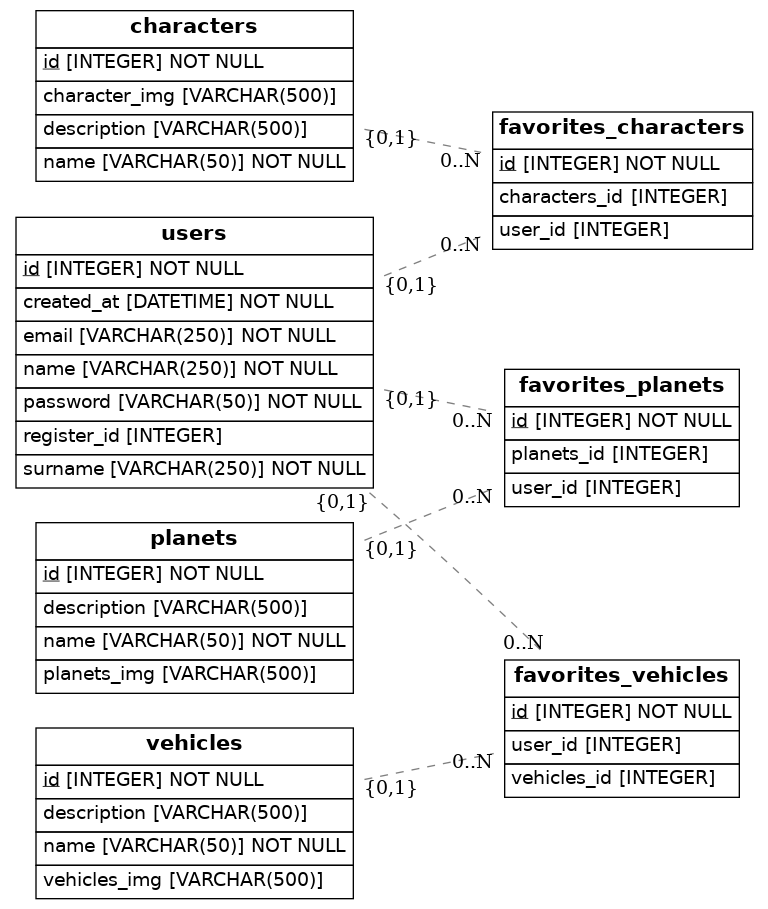 characters
id [INTEGER] NOT NULL
character_img [VARCHAR(500)]
description [VARCHAR(500)]
name [VARCHAR(50)] NOT NULL
{0,1}
0..N
favorites_characters
id [INTEGER] NOT NULL
characters_id [INTEGER]
user_id [INTEGER]
users
id [INTEGER] NOT NULL
created_at [DATETIME] NOT NULL
email [VARCHAR(250)] NOT NULL
name [VARCHAR(250)] NOT NULL
password [VARCHAR(50)] NOT NULL
register_id [INTEGER]
surname [VARCHAR(250)] NOT NULL
0..N
{0,1}
{0,1}
0..N
favorites_planets
id [INTEGER] NOT NULL
planets_id [INTEGER]
user_id [INTEGER]
{0,1}
0..N
planets
id [INTEGER] NOT NULL
description [VARCHAR(500)]
name [VARCHAR(50)] NOT NULL
planets_img [VARCHAR(500)]
{0,1}
0..N
favorites_vehicles
id [INTEGER] NOT NULL
user_id [INTEGER]
vehicles_id [INTEGER]
vehicles
id [INTEGER] NOT NULL
description [VARCHAR(500)]
name [VARCHAR(50)] NOT NULL
vehicles_img [VARCHAR(500)]
0..N
{0,1}